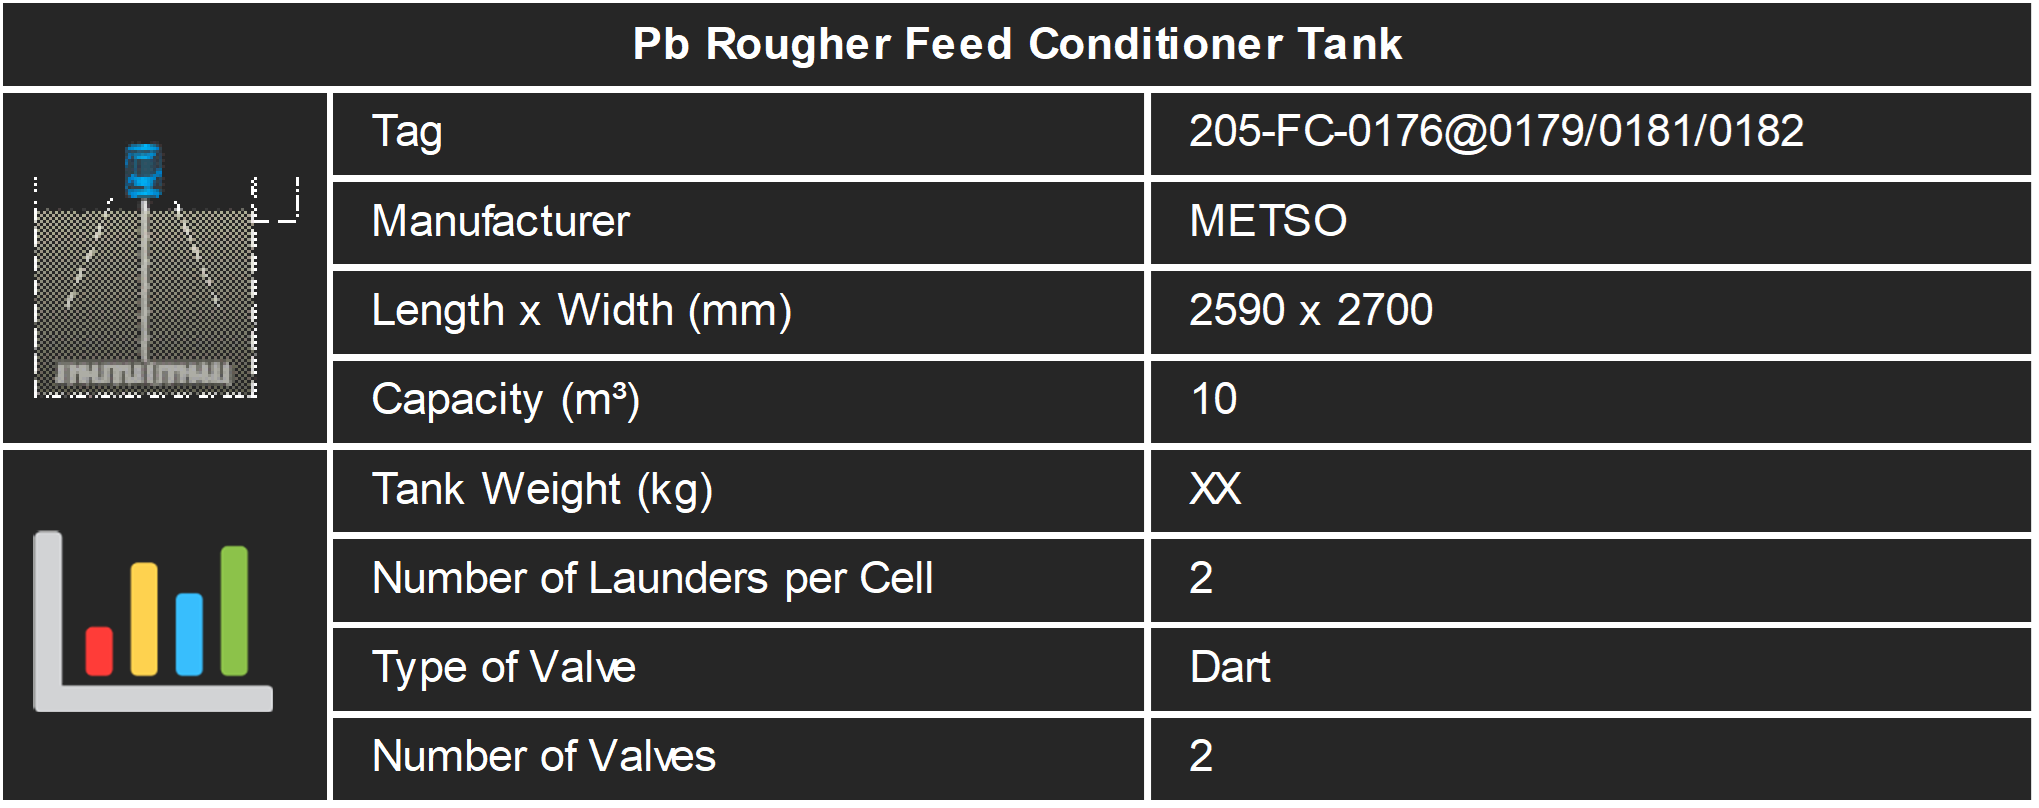 Pb Rougher Feed Conditioner Tank
Tag 205-FC-0176@0179/0181/0182
Manufacturer METSO
Length x Width (mm) 2590 x 2700
Capacity (m³) 10
Tank Weight (kg) XX
Number of Launders per Cell 2
Type of Valve Dart
Number of Valves 2